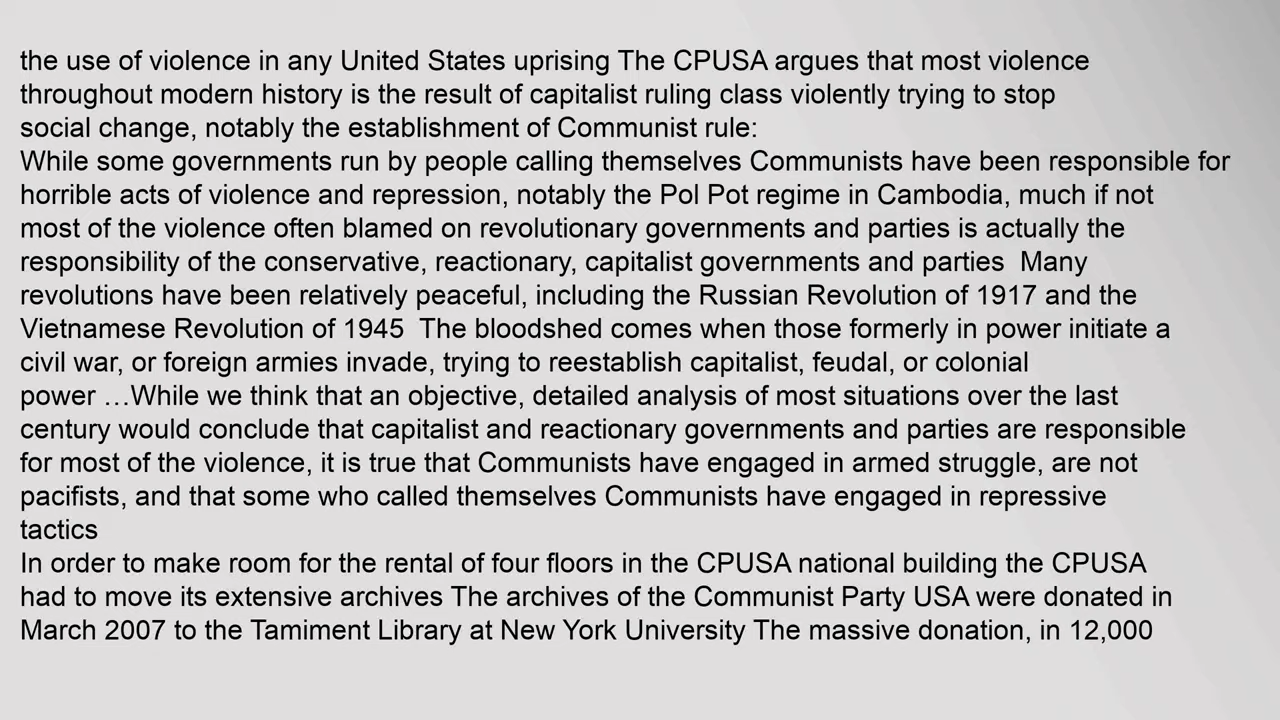 the use of violence in any United States uprising The CPUSA argues that most violence
throughout modern history is the result of capitalist ruling class violently trying to stop
social change, notably the establishment of Communist rule:
While some governments run by people calling themselves Communists have been responsible for
horrible acts of violence and repression, notably the Pol Pot regime in Cambodia, much if not
most of the violence often blamed on revolutionary governments and parties is actually the
responsibility of the conservative, reactionary, capitalist governments and parties  Many
revolutions have been relatively peaceful, including the Russian Revolution of 1917 and the
Vietnamese Revolution of 1945  The bloodshed comes when those formerly in power initiate a
civil war, or foreign armies invade, trying to reestablish capitalist, feudal, or colonial
power …While we think that an objective, detailed analysis of most situations over the last
century would conclude that capitalist and reactionary governments and parties are responsible
for most of the violence, it is true that Communists have engaged in armed struggle, are not
pacifists, and that some who called themselves Communists have engaged in repressive
tactics
In order to make room for the rental of four floors in the CPUSA national building the CPUSA
had to move its extensive archives The archives of the Communist Party USA were donated in
March 2007 to the Tamiment Library at New York University The massive donation, in 12,000